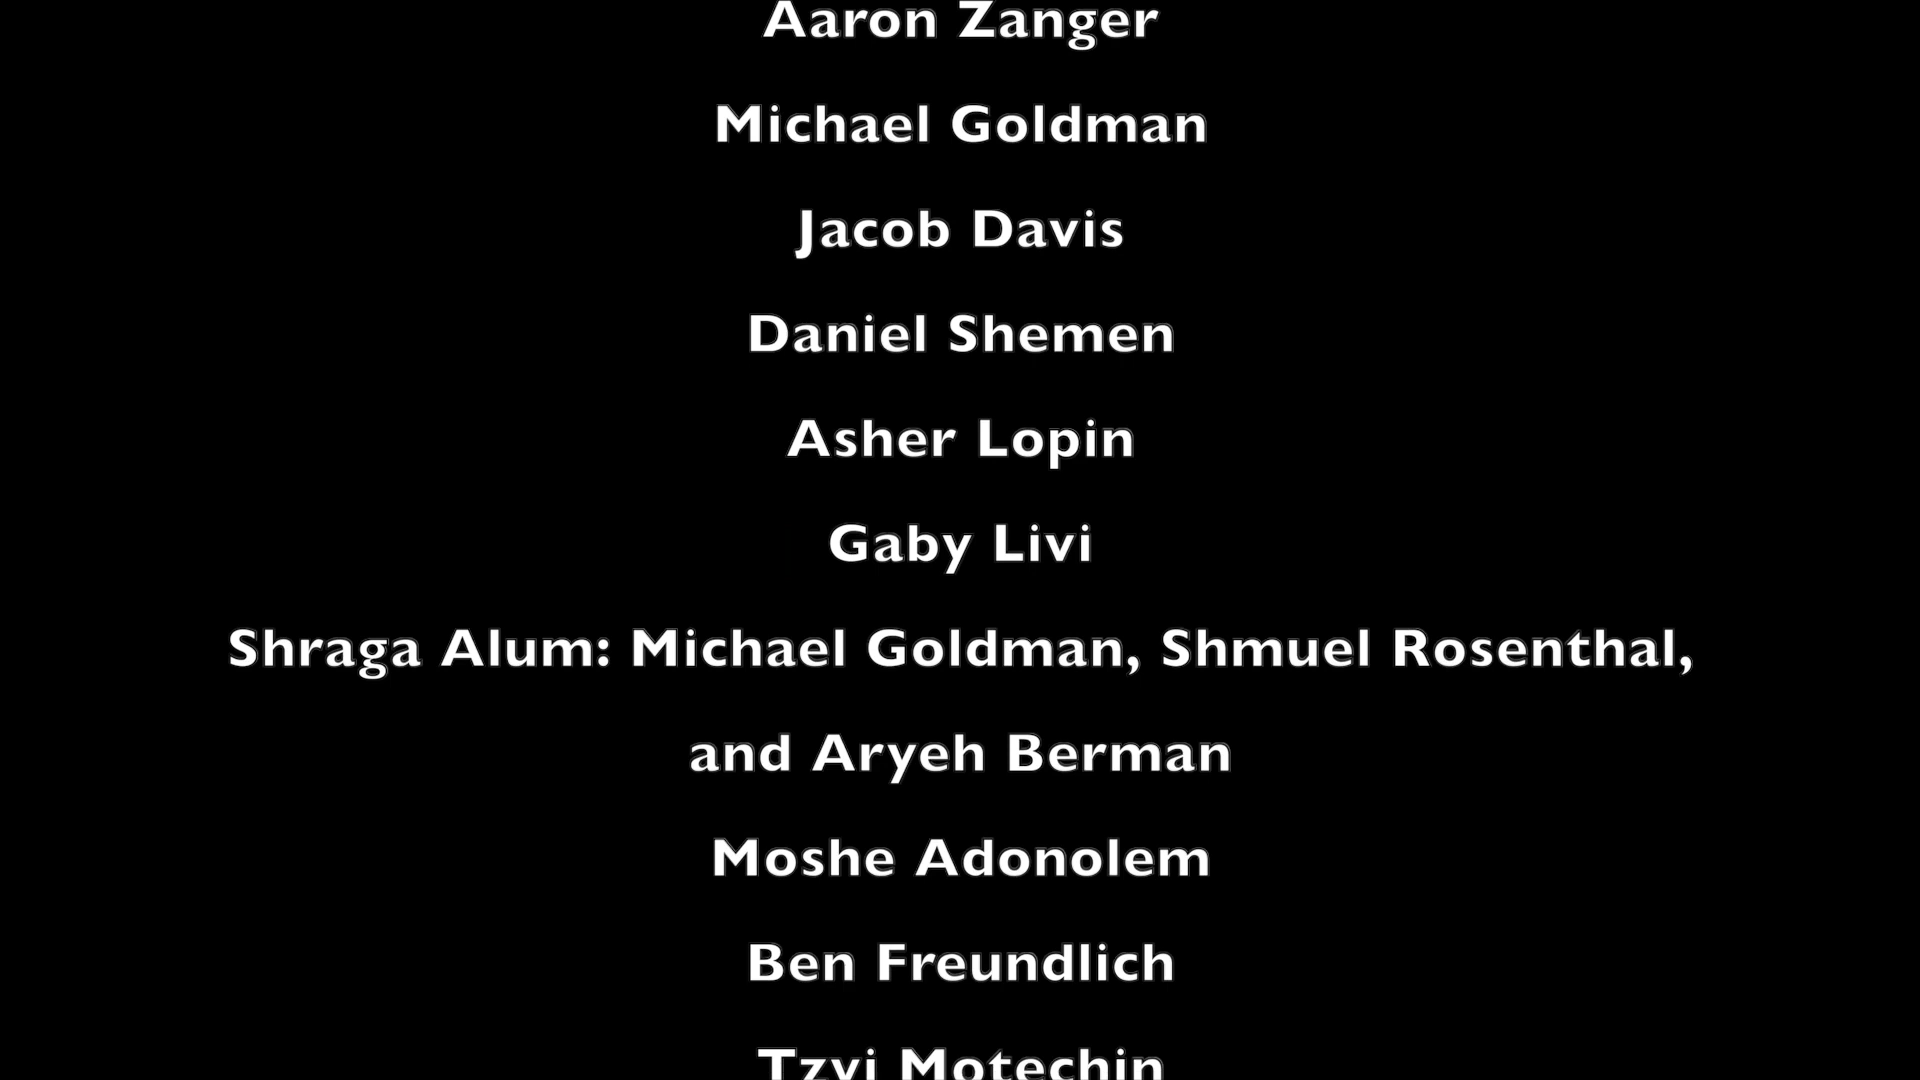 Aaron Zanger
Michael Goldman
Jacob Davis
Daniel Shemen
Asher Lopin
Gaby Livi
Shraga Alum: Michael Goldman, Shmuel Rosenthal,
and Aryeh Berman
Moshe Adonolem
Ben Freundlich
Tzvi Motechin